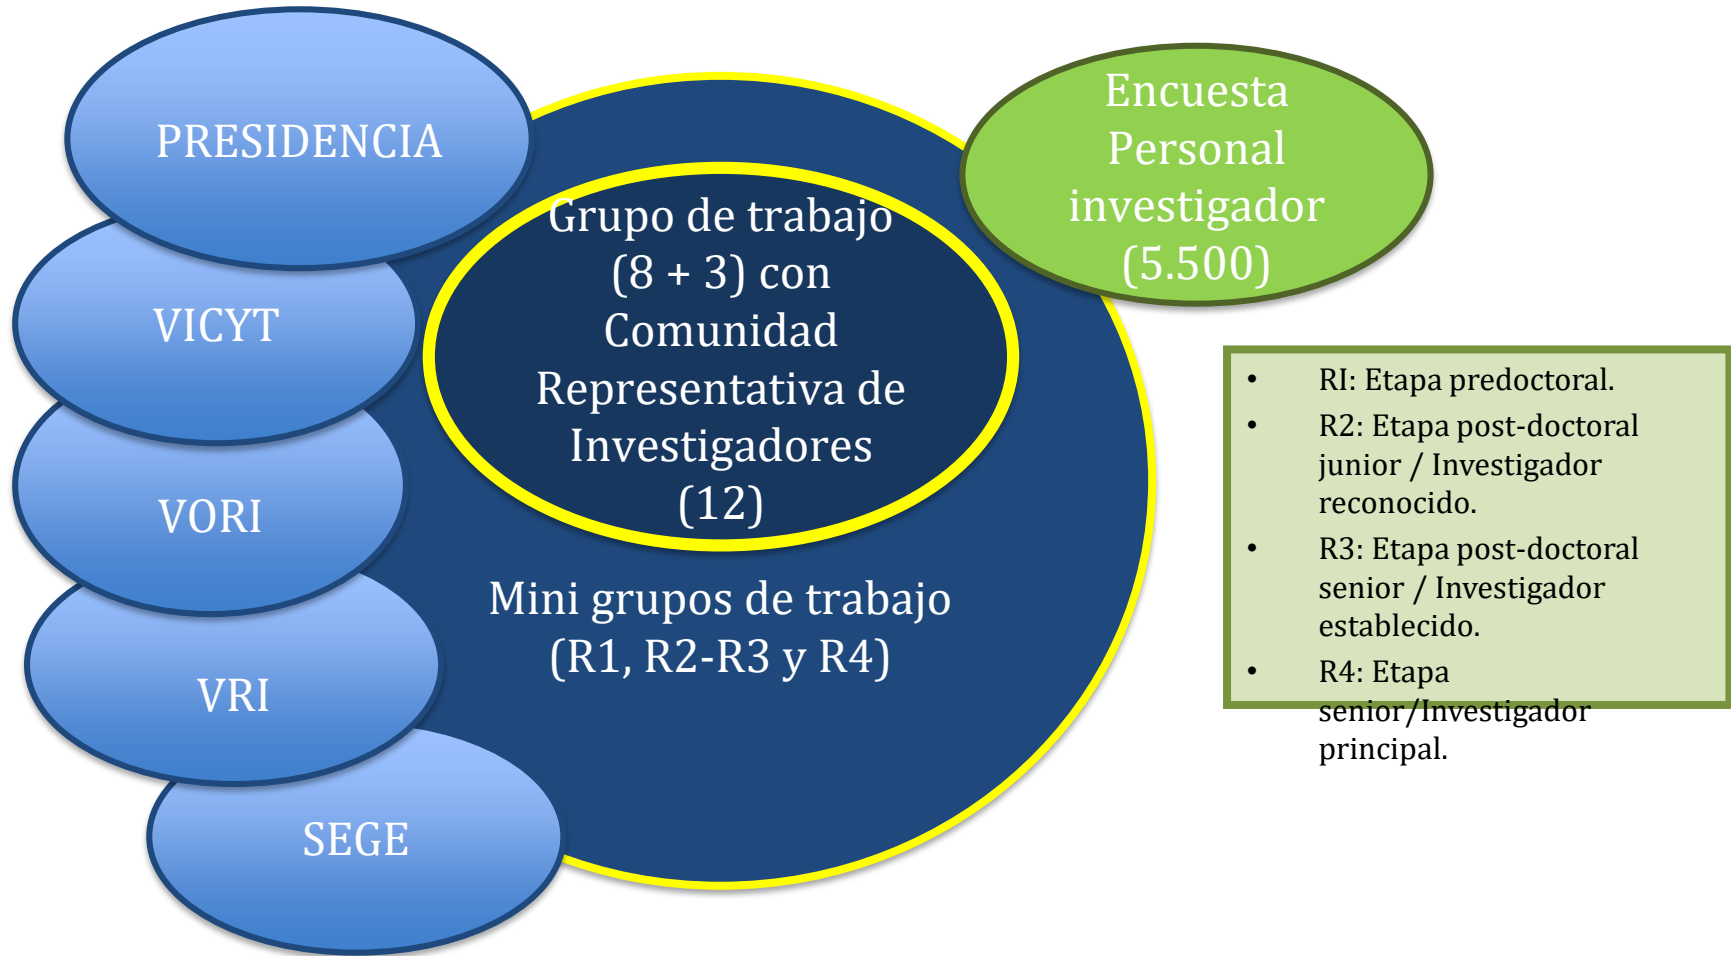 PRESIDENCIA
VICYT
VORI
VRI
SEGE
Grupo de trabajo
(8 + 3) con
Comunidad
Representativa de
Investigadores
(12)
Mini grupos de trabajo
(R1, R2-R3 y R4)
Encuesta
Personal
investigador
(5.500)
• RI: Etapa predoctoral.
• R2: Etapa post-doctoral
junior / Investigador
reconocido.
• R3: Etapa post-doctoral
senior / Investigador
establecido.
• R4: Etapa
senior/Investigador
principal.